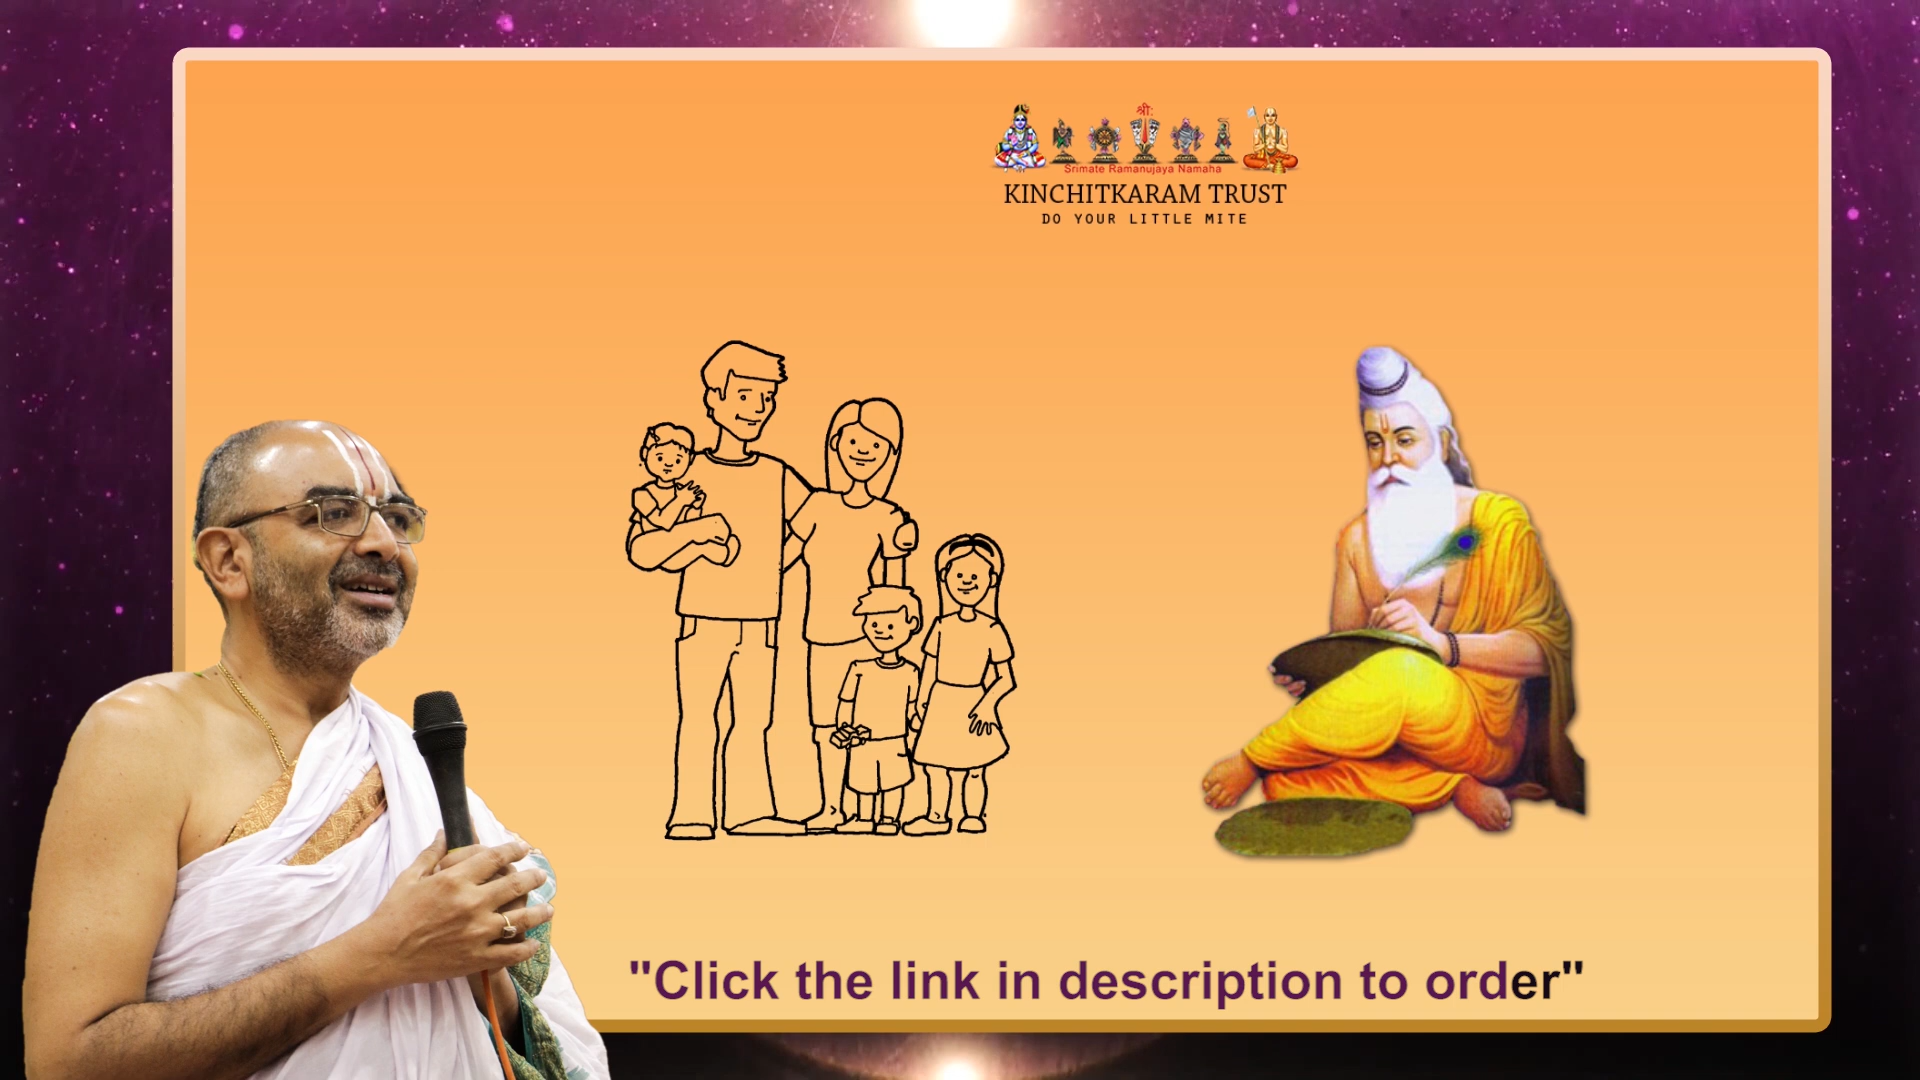 श्रीः
Srimate Ramanujaya Namaha
KINCHITKARAM TRUST
DO YOUR LITTLE MITE
"Click the link in description to order"